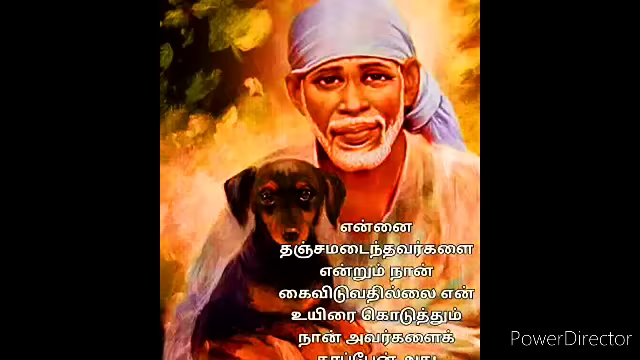 என்னை
தஞ்சமடைந்தவர்களை
என்றும் நான்
கைவிடுவதில்லை என்
உயிரை கொடுத்தும்
நான் அவர்களைக்
PowerDirector